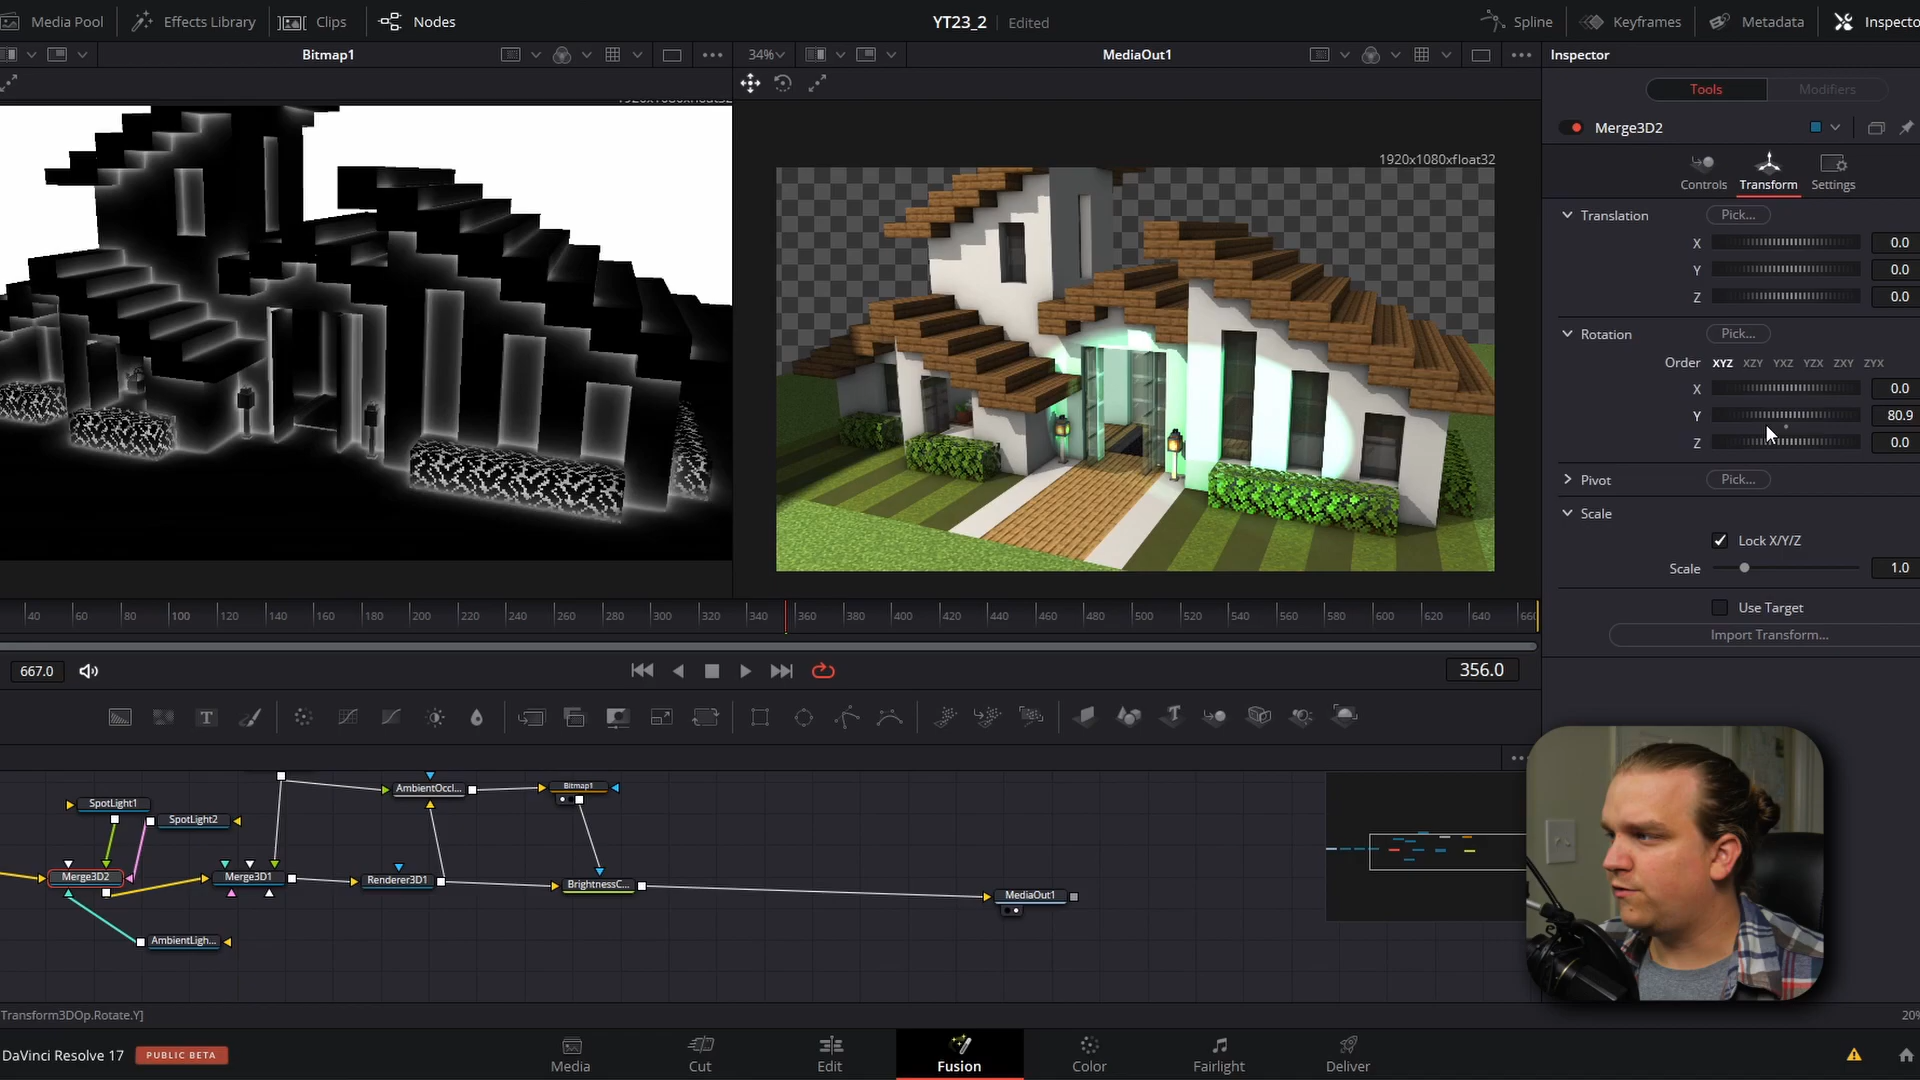 Media Pool Effects Library Clips Nodes YT23_2 Edited Spline Keyframes Metadata Inspecto
Bitmap1 34% MediaOut1 Inspector
Tools Modifiers
Merge3D2
1920x1080xfloat32
Controls Transform Settings
Translation Pick...
X 0.0
Y 0.0
Z 0.0
Rotation Pick...
Order XYZ XZY YXZ YZX ZXY ZYX
X 0.0
Y 80.9
Z 0.0
Pivot Pick...
Scale
Lock X/Y/Z
Scale 1.0
Use Target
Import Transform...
40 60 80 100 120 140 160 180 200 220 240 260 280 300 320 340 360 380 400 420 440 460 480 500 520 540 560 580 600 620 640 660
667.0 356.0
T T
SpotLight1 SpotLight2 AmbientOccl... Bitmap1
Merge3D2 Merge3D1 Renderer3D1 BrightnessC... MediaOut1
AmbientLigh...
Transform3DOp.Rotate.Y] 20%
DaVinci Resolve 17 PUBLIC BETA
Media Cut Edit Fusion Color Fairlight Deliver